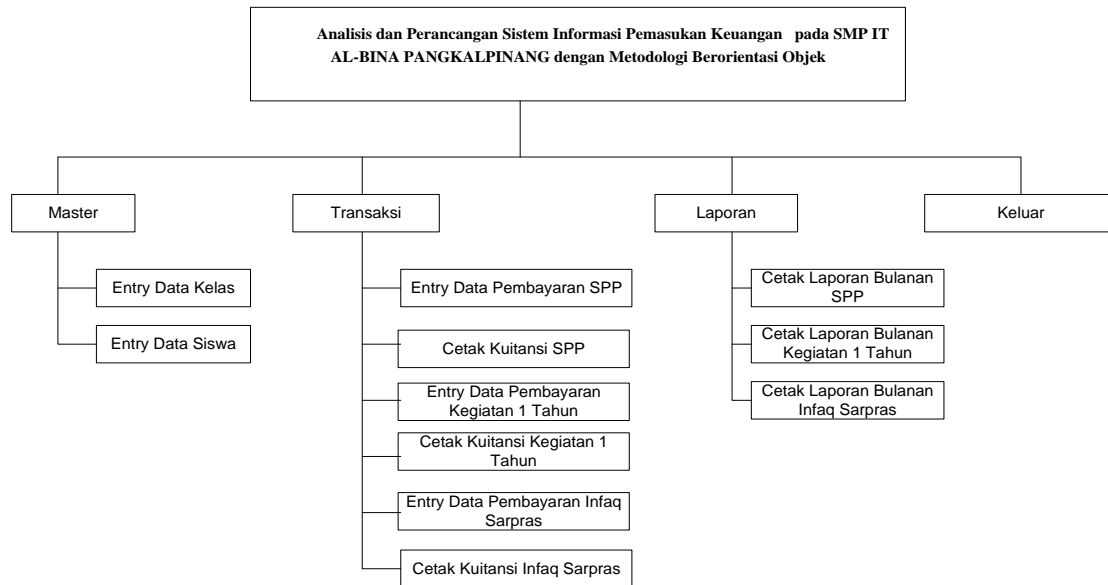 Analisis dan Perancangan Sistem Informasi Pemasukan Keuangan pada SMP IT
AL-BINA PANGKALPINANG dengan Metodologi Berorientasi Objek
Master
Transaksi
Laporan
Keluar
Entry Data Kelas
Entry Data Siswa
Entry Data Pembayaran SPP
Cetak Kuitansi SPP
Entry Data Pembayaran
Kegiatan 1 Tahun
Cetak Kuitansi Kegiatan 1
Tahun
Entry Data Pembayaran Infaq
Sarpras
Cetak Kuitansi Infaq Sarpras
Cetak Laporan Bulanan
SPP
Cetak Laporan Bulanan
Kegiatan 1 Tahun
Cetak Laporan Bulanan
Infaq Sarpras